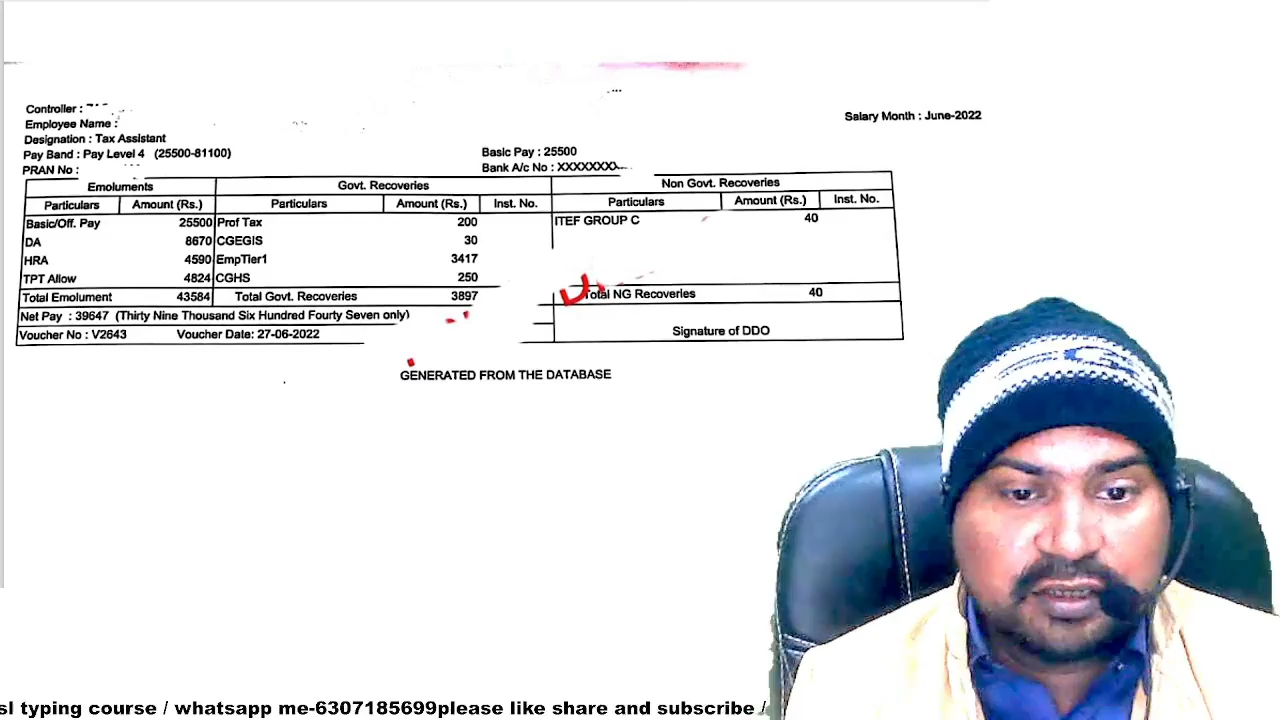 Controller :
Salary Month : June-2022
Employee Name :
Designation : Tax Assistant
Pay Band : Pay Level 4 (25500-81100) Basic Pay : 25500
PRAN No : Bank A/c No : XXXXXXXX
Emoluments Govt. Recoveries Non Govt. Recoveries
Particulars Amount (Rs.) Particulars Amount (Rs.) Inst. No. Particulars Amount (Rs.) Inst. No.
Basic/Off. Pay 25500 Prof Tax 200 ITEF GROUP C 40
DA 8670 CGEGIS 30
HRA 4590 EmpTier1 3417
TPT Allow 4824 CGHS 250
Total Emolument 43584 Total Govt. Recoveries 3897 Total NG Recoveries 40
Net Pay : 39647 (Thirty Nine Thousand Six Hundred Fourty Seven only)
Voucher No : V2643 Voucher Date: 27-06-2022 Signature of DDO
GENERATED FROM THE DATABASE
sl typing course / whatsapp me-6307185699please like share and subscribe /